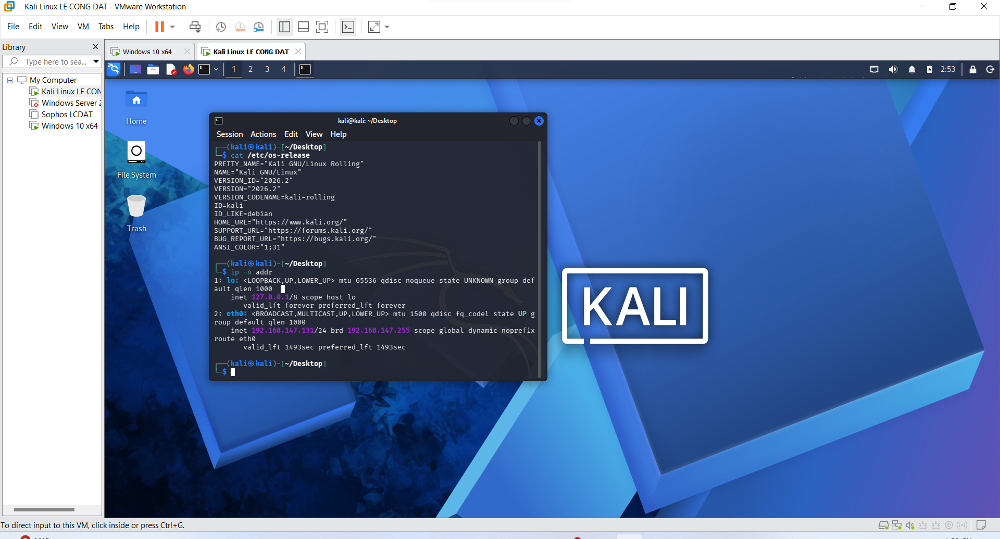 Kali Linux LE CONG DAT - VMware Workstation
File Edit View VM Tabs Help
Library
Type here to sea...
My Computer
Kali Linux LE CON
Windows Server 2
Sophos LCDAT
Windows 10 x64
Windows 10 x64
Kali Linux LE CONG DAT
1 2 3 4
2:53
Home
File System
Trash
kali@kali: ~/Desktop
Session Actions Edit View Help
┌──(kali㉿kali)-[~/Desktop]
└─$ cat /etc/os-release
PRETTY_NAME="Kali GNU/Linux Rolling"
NAME="Kali GNU/Linux"
VERSION_ID="2026.2"
VERSION="2026.2"
VERSION_CODENAME=kali-rolling
ID=kali
ID_LIKE=debian
HOME_URL="https://www.kali.org/"
SUPPORT_URL="https://forums.kali.org/"
BUG_REPORT_URL="https://bugs.kali.org/"
ANSI_COLOR="1;31"
┌──(kali㉿kali)-[~/Desktop]
└─$ ip -4 addr
1: lo: <LOOPBACK,UP,LOWER_UP> mtu 65536 qdisc noqueue state UNKNOWN group def
ault qlen 1000
inet 127.0.0.1/8 scope host lo
valid_lft forever preferred_lft forever
2: eth0: <BROADCAST,MULTICAST,UP,LOWER_UP> mtu 1500 qdisc fq_codel state UP g
roup default qlen 1000
inet 192.168.147.131/24 brd 192.168.147.255 scope global dynamic noprefix
route eth0
valid_lft 1493sec preferred_lft 1493sec
┌──(kali㉿kali)-[~/Desktop]
└─$
KALI
To direct input to this VM, click inside or press Ctrl+G.